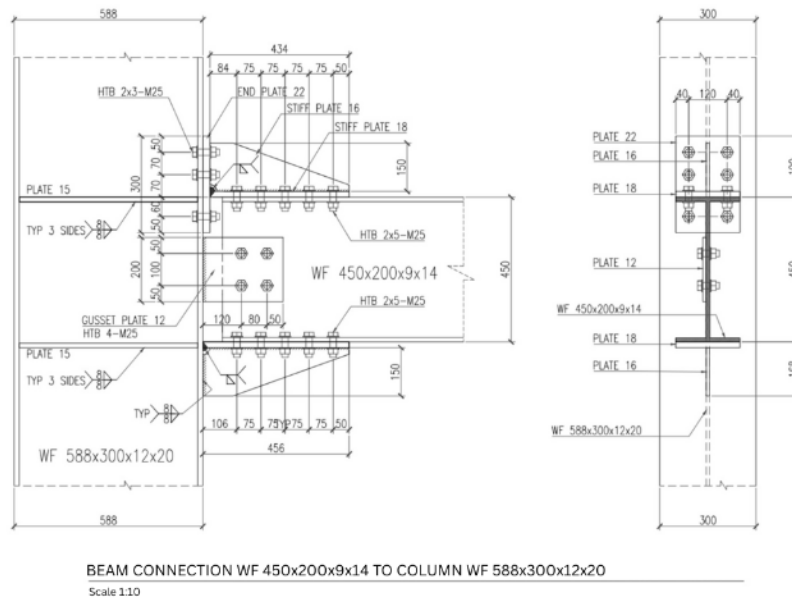 588
300
434
84 75 75 75 75 50
40 120 40
HTB 2x3-M25
END PLATE 22
STIFF PLATE 16
STIFF PLATE 18
PLATE 22
PLATE 16
PLATE 18
50
70
70
60
50
300
150
PLATE 15
TYP 3 SIDES
HTB 2x5-M25
50
100
50
200
WF 450x200x9x14
450
PLATE 12
GUSSET PLATE 12
HTB 4-M25
120 80 50
HTB 2x5-M25
WF 450x200x9x14
PLATE 15
TYP 3 SIDES
PLATE 18
PLATE 16
150
TYP
106 75 75 75 75 50
TYP
456
WF 588x300x12x20
WF 588x300x12x20
588
300
BEAM CONNECTION WF 450x200x9x14 TO COLUMN WF 588x300x12x20
Scale 1:10